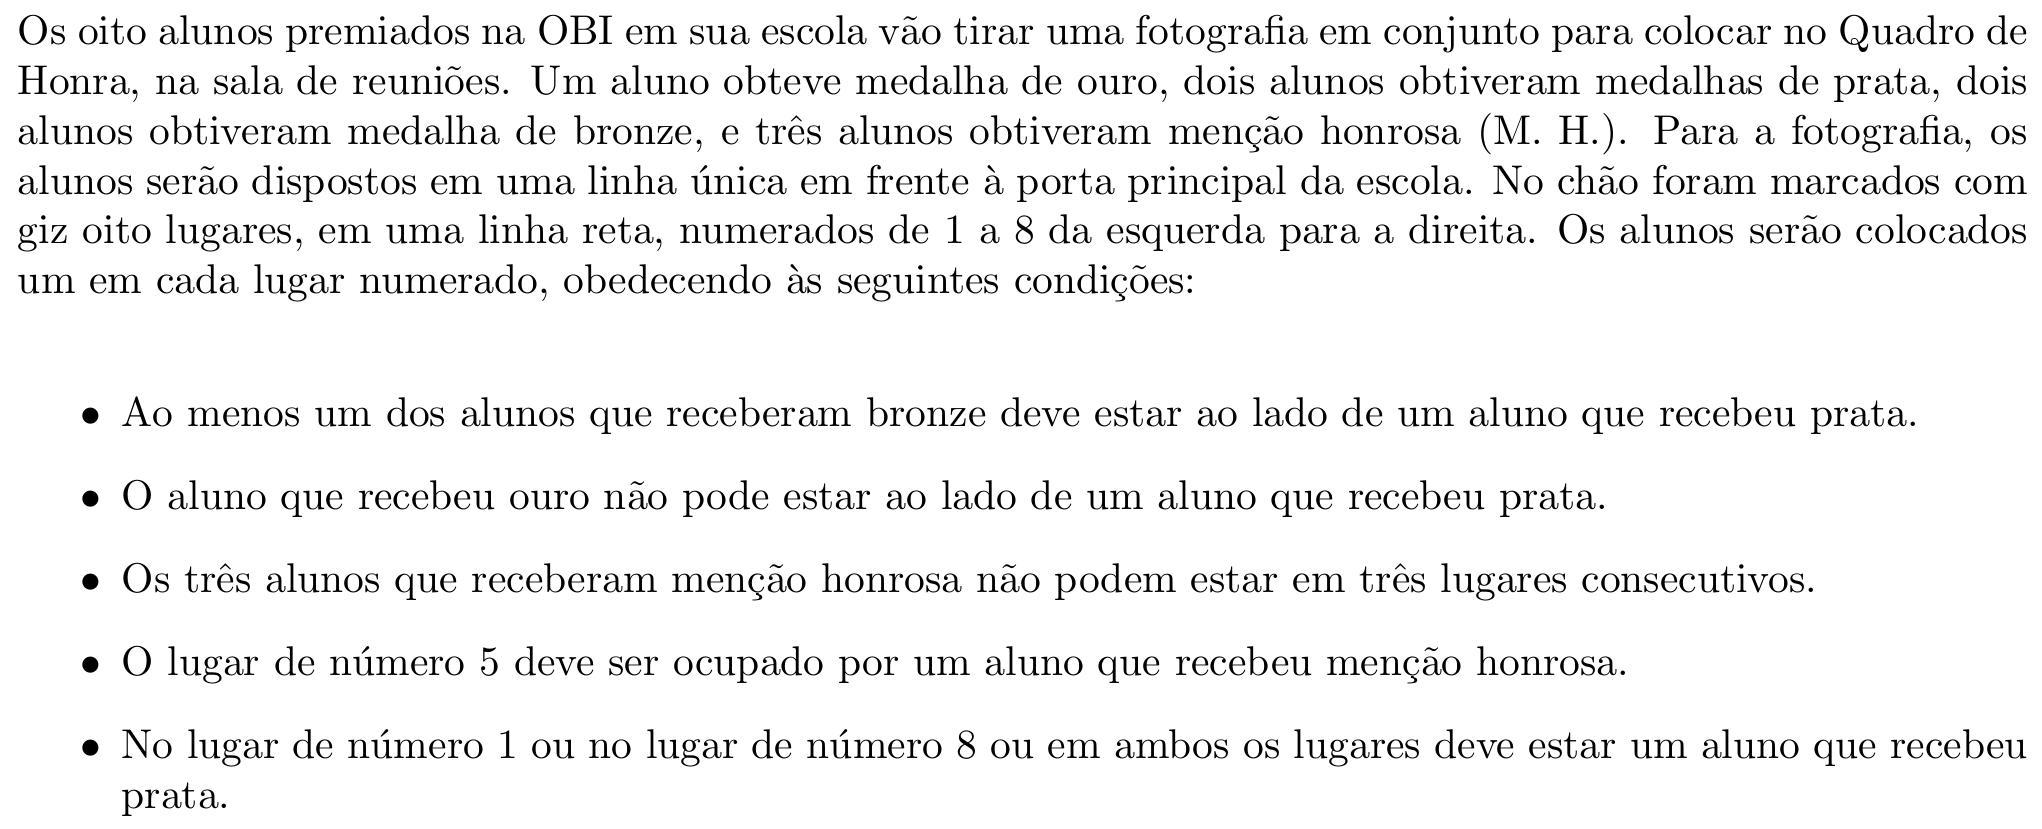 Os oito alunos premiados na OBI em sua escola vão tirar uma fotografia em conjunto para colocar no Quadro de
Honra, na sala de reuniões. Um aluno obteve medalha de ouro, dois alunos obtiveram medalhas de prata, dois
alunos obtiveram medalha de bronze, e três alunos obtiveram menção honrosa (M. H.). Para a fotografia, os
alunos serão dispostos em uma linha única em frente à porta principal da escola. No chão foram marcados com
giz oito lugares, em uma linha reta, numerados de 1 a 8 da esquerda para a direita. Os alunos serão colocados
um em cada lugar numerado, obedecendo às seguintes condições:
• Ao menos um dos alunos que receberam bronze deve estar ao lado de um aluno que recebeu prata.
• O aluno que recebeu ouro não pode estar ao lado de um aluno que recebeu prata.
• Os três alunos que receberam menção honrosa não podem estar em três lugares consecutivos.
• O lugar de número 5 deve ser ocupado por um aluno que recebeu menção honrosa.
• No lugar de número 1 ou no lugar de número 8 ou em ambos os lugares deve estar um aluno que recebeu
prata.